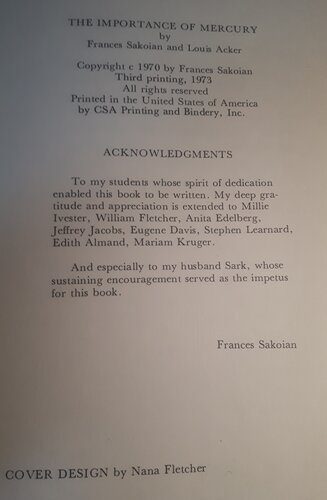 THE IMPORTANCE OF MERCURY
by
Frances Sakoian and Louis Acker
Copyright c 1970 by Frances Sakoian
Third printing, 1973
All rights reserved
Printed in the United States of America
by CSA Printing and Bindery, Inc.
ACKNOWLEDGMENTS
To my students whose spirit of dedication
enabled this book to be written. My deep gra-
titude and appreciation is extended to Millie
Ivester, William Fletcher, Anita Edelberg,
Jeffrey Jacobs, Eugene Davis, Stephen Learnard,
Edith Almand, Mariam Kruger.
And especially to my husband Sark, whose
sustaining encouragement served as the impetus
for this book.
Frances Sakoian
COVER DESIGN by Nana Fletcher